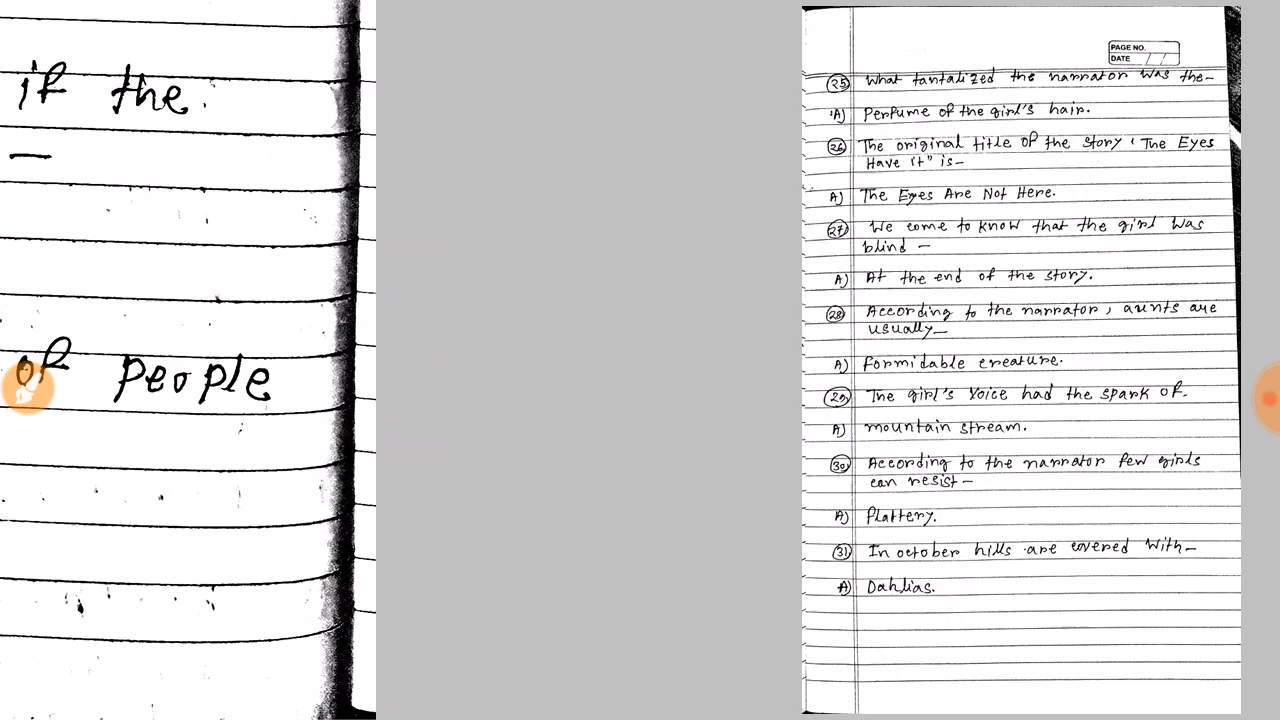 if the
—
of people
PAGE NO.
DATE / /
25) What tantalized the narrator was the-
A) Perfume of the girl's hair.
26) The original title of the story "The Eyes
Have it" is-
A) The Eyes Are Not Here.
27) We come to know that the girl was
blind -
A) At the end of the story.
28) According to the narrator, aunts are
usually-
A) formidable creature.
29) The girl's voice had the spark of.
A) mountain stream.
30) According to the narrator few girls
can resist-
A) flattery.
31) In october hills are covered with-
A) Dahlias.